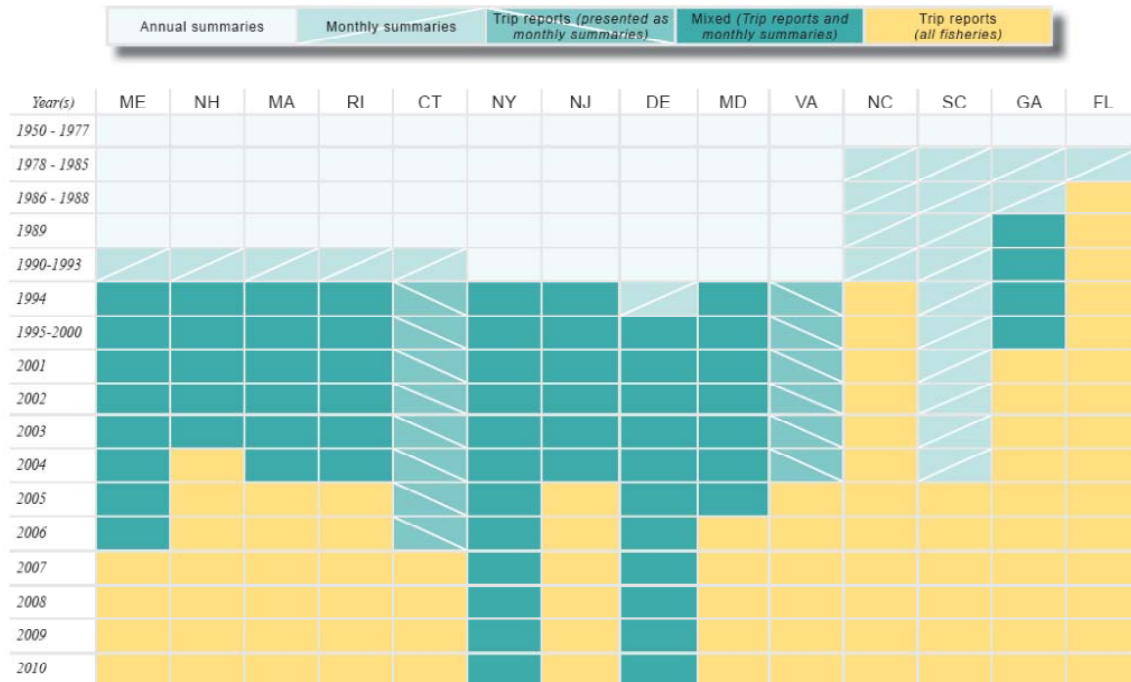 Annual summaries
Monthly summaries
Trip reports (presented as
monthly summaries)
Mixed (Trip reports and
monthly summaries)
Trip reports
(all fisheries)
Year(s) ME NH MA RI CT NY NJ DE MD VA NC SC GA FL
1950 - 1977
1978 - 1985
1986 - 1988
1989
1990-1993
1994
1995-2000
2001
2002
2003
2004
2005
2006
2007
2008
2009
2010